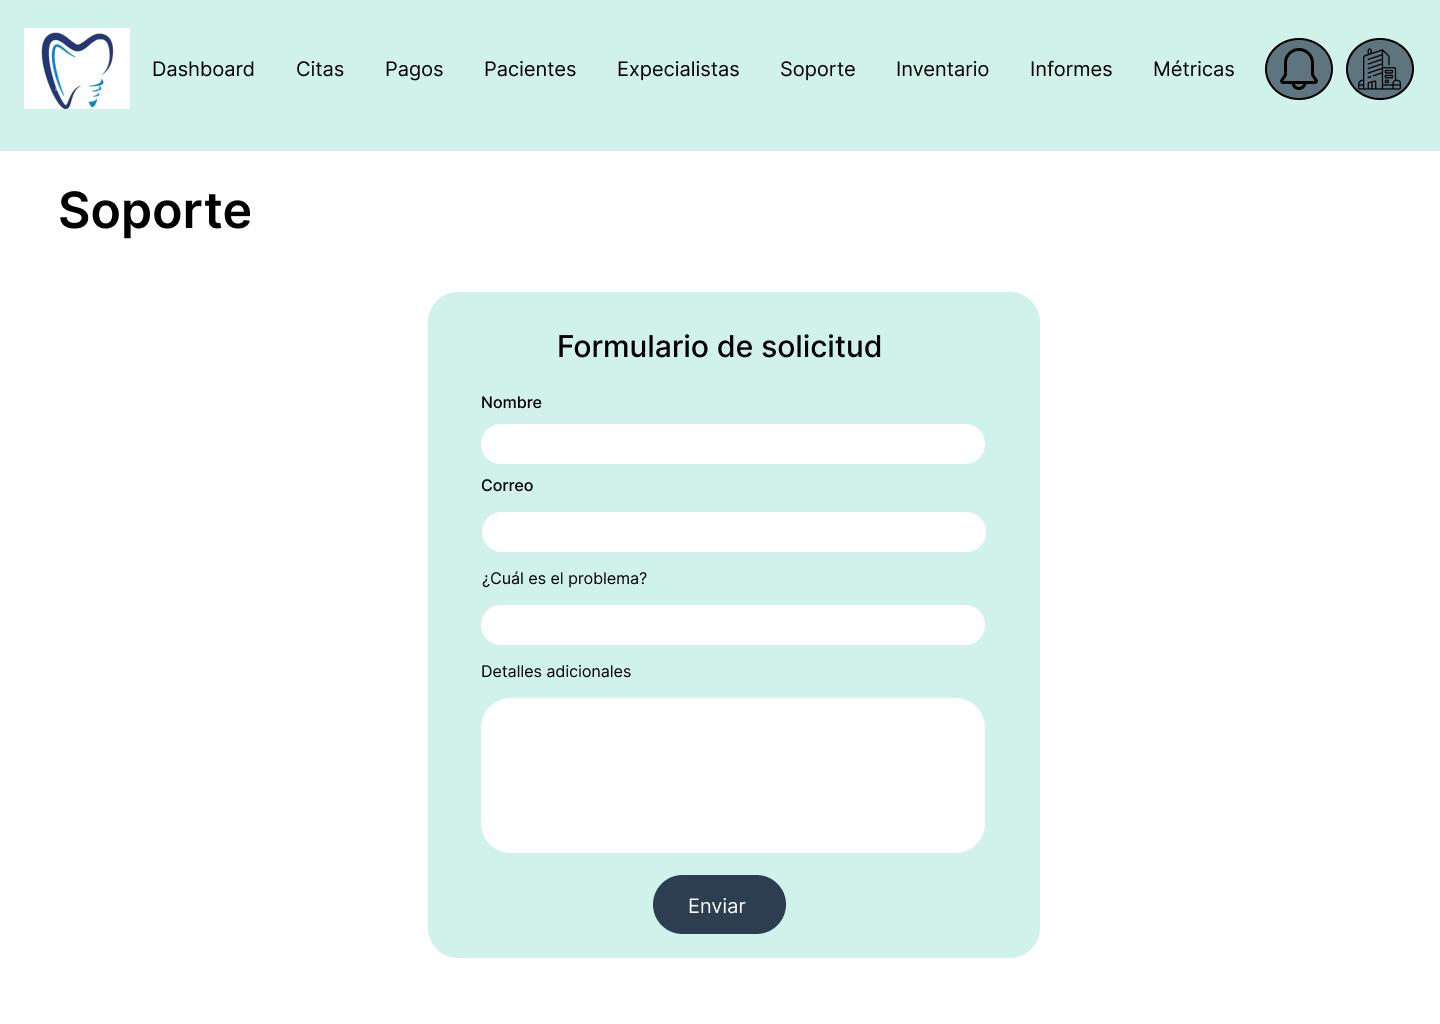 Dashboard Citas Pagos Pacientes Expecialistas Soporte Inventario Informes Métricas
Soporte
Formulario de solicitud
Nombre
Correo
¿Cuál es el problema?
Detalles adicionales
Enviar